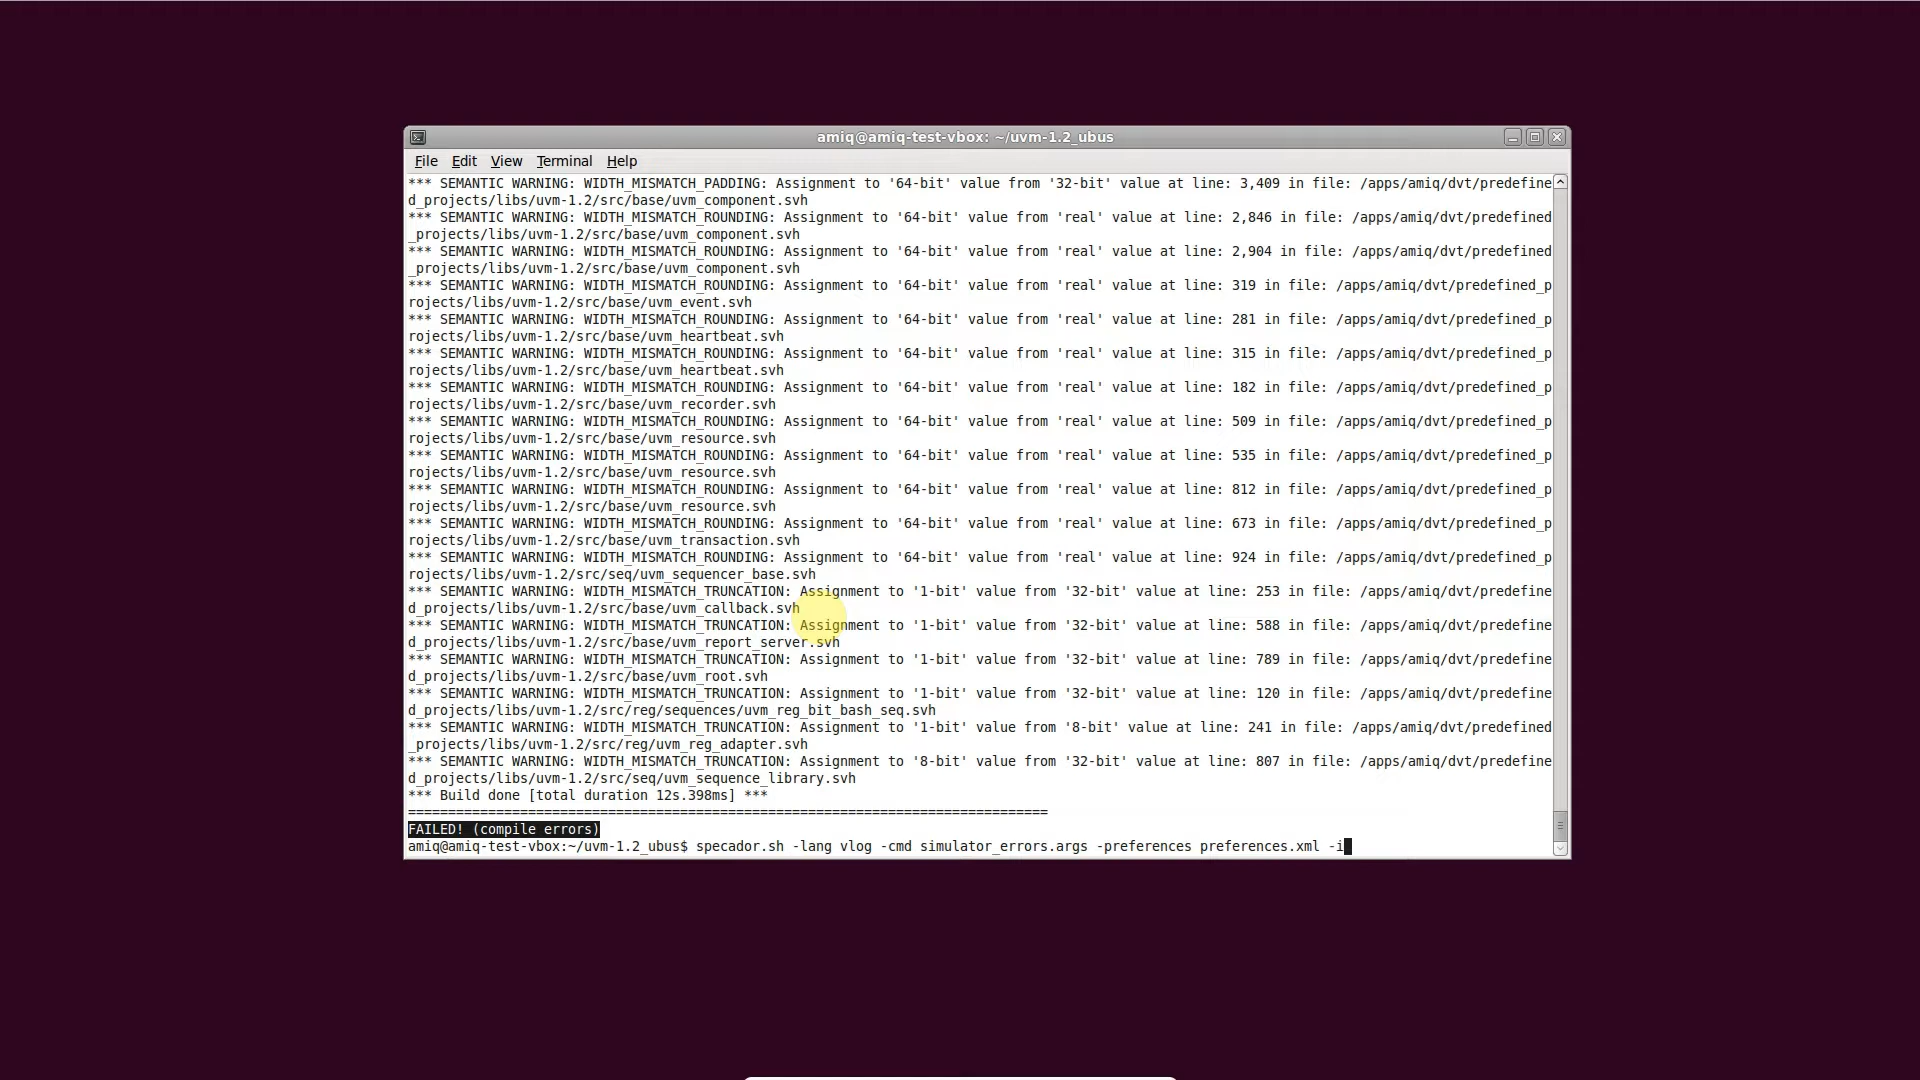 amiq@amiq-test-vbox: ~/uvm-1.2_ubus
File Edit View Terminal Help
*** SEMANTIC WARNING: WIDTH_MISMATCH_PADDING: Assignment to '64-bit' value from '32-bit' value at line: 3,409 in file: /apps/amiq/dvt/predefine
d_projects/libs/uvm-1.2/src/base/uvm_component.svh
*** SEMANTIC WARNING: WIDTH_MISMATCH_ROUNDING: Assignment to '64-bit' value from 'real' value at line: 2,846 in file: /apps/amiq/dvt/predefined
_projects/libs/uvm-1.2/src/base/uvm_component.svh
*** SEMANTIC WARNING: WIDTH_MISMATCH_ROUNDING: Assignment to '64-bit' value from 'real' value at line: 2,904 in file: /apps/amiq/dvt/predefined
_projects/libs/uvm-1.2/src/base/uvm_component.svh
*** SEMANTIC WARNING: WIDTH_MISMATCH_ROUNDING: Assignment to '64-bit' value from 'real' value at line: 319 in file: /apps/amiq/dvt/predefined_p
rojects/libs/uvm-1.2/src/base/uvm_event.svh
*** SEMANTIC WARNING: WIDTH_MISMATCH_ROUNDING: Assignment to '64-bit' value from 'real' value at line: 281 in file: /apps/amiq/dvt/predefined_p
rojects/libs/uvm-1.2/src/base/uvm_heartbeat.svh
*** SEMANTIC WARNING: WIDTH_MISMATCH_ROUNDING: Assignment to '64-bit' value from 'real' value at line: 315 in file: /apps/amiq/dvt/predefined_p
rojects/libs/uvm-1.2/src/base/uvm_heartbeat.svh
*** SEMANTIC WARNING: WIDTH_MISMATCH_ROUNDING: Assignment to '64-bit' value from 'real' value at line: 182 in file: /apps/amiq/dvt/predefined_p
rojects/libs/uvm-1.2/src/base/uvm_recorder.svh
*** SEMANTIC WARNING: WIDTH_MISMATCH_ROUNDING: Assignment to '64-bit' value from 'real' value at line: 509 in file: /apps/amiq/dvt/predefined_p
rojects/libs/uvm-1.2/src/base/uvm_resource.svh
*** SEMANTIC WARNING: WIDTH_MISMATCH_ROUNDING: Assignment to '64-bit' value from 'real' value at line: 535 in file: /apps/amiq/dvt/predefined_p
rojects/libs/uvm-1.2/src/base/uvm_resource.svh
*** SEMANTIC WARNING: WIDTH_MISMATCH_ROUNDING: Assignment to '64-bit' value from 'real' value at line: 812 in file: /apps/amiq/dvt/predefined_p
rojects/libs/uvm-1.2/src/base/uvm_resource.svh
*** SEMANTIC WARNING: WIDTH_MISMATCH_ROUNDING: Assignment to '64-bit' value from 'real' value at line: 673 in file: /apps/amiq/dvt/predefined_p
rojects/libs/uvm-1.2/src/base/uvm_transaction.svh
*** SEMANTIC WARNING: WIDTH_MISMATCH_ROUNDING: Assignment to '64-bit' value from 'real' value at line: 924 in file: /apps/amiq/dvt/predefined_p
rojects/libs/uvm-1.2/src/seq/uvm_sequencer_base.svh
*** SEMANTIC WARNING: WIDTH_MISMATCH_TRUNCATION: Assignment to '1-bit' value from '32-bit' value at line: 253 in file: /apps/amiq/dvt/predefine
d_projects/libs/uvm-1.2/src/base/uvm_callback.svh
*** SEMANTIC WARNING: WIDTH_MISMATCH_TRUNCATION: Assignment to '1-bit' value from '32-bit' value at line: 588 in file: /apps/amiq/dvt/predefine
d_projects/libs/uvm-1.2/src/base/uvm_report_server.svh
*** SEMANTIC WARNING: WIDTH_MISMATCH_TRUNCATION: Assignment to '1-bit' value from '32-bit' value at line: 789 in file: /apps/amiq/dvt/predefine
d_projects/libs/uvm-1.2/src/base/uvm_root.svh
*** SEMANTIC WARNING: WIDTH_MISMATCH_TRUNCATION: Assignment to '1-bit' value from '32-bit' value at line: 120 in file: /apps/amiq/dvt/predefine
d_projects/libs/uvm-1.2/src/reg/sequences/uvm_reg_bit_bash_seq.svh
*** SEMANTIC WARNING: WIDTH_MISMATCH_TRUNCATION: Assignment to '1-bit' value from '8-bit' value at line: 241 in file: /apps/amiq/dvt/predefined
_projects/libs/uvm-1.2/src/reg/uvm_reg_adapter.svh
*** SEMANTIC WARNING: WIDTH_MISMATCH_TRUNCATION: Assignment to '8-bit' value from '32-bit' value at line: 807 in file: /apps/amiq/dvt/predefine
d_projects/libs/uvm-1.2/src/seq/uvm_sequence_library.svh
*** Build done [total duration 12s.398ms] ***
================================================================================
FAILED! (compile errors)
amiq@amiq-test-vbox:~/uvm-1.2_ubus$ specador.sh -lang vlog -cmd simulator_errors.args -preferences preferences.xml -i